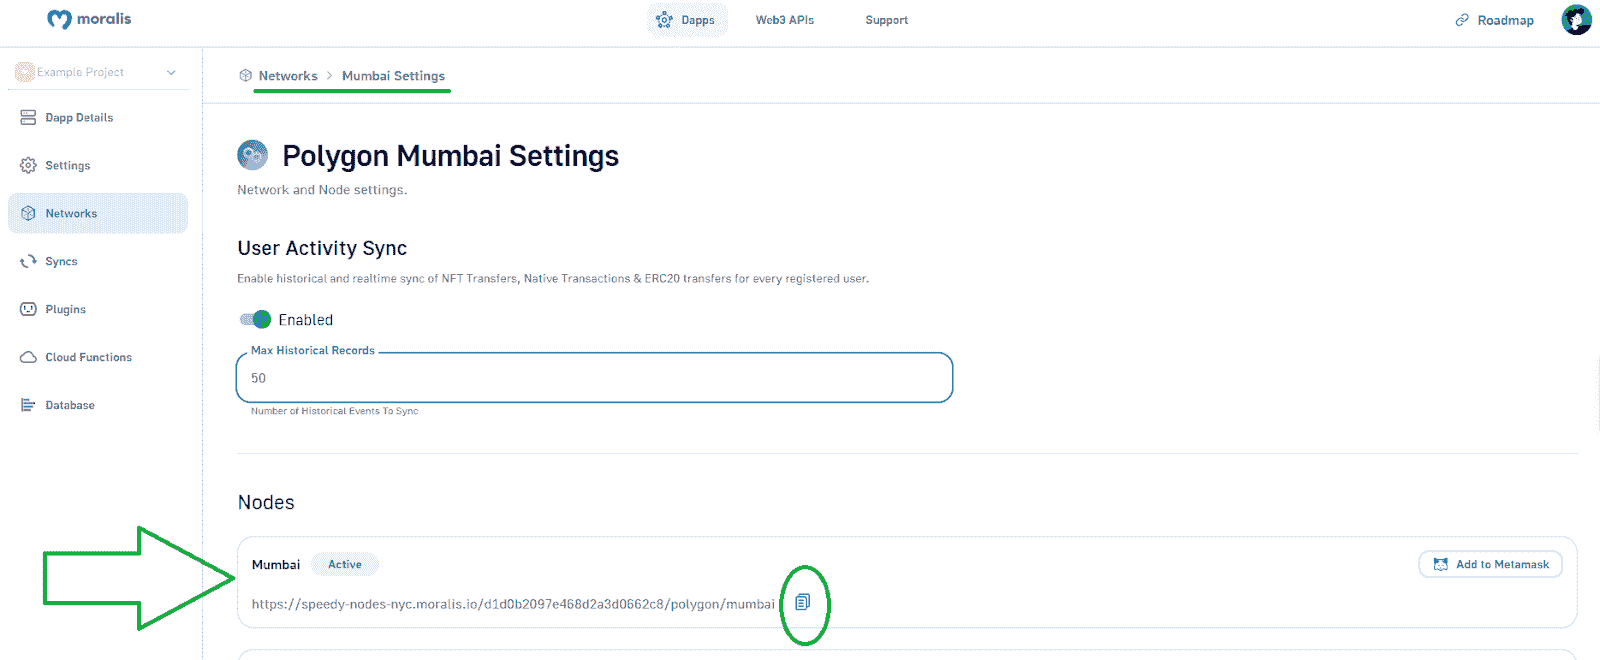 moralis
Dapps
Web3 APIs
Support
Roadmap
Example Project
Dapp Details
Settings
Networks
Syncs
Plugins
Cloud Functions
Database
Networks > Mumbai Settings
Polygon Mumbai Settings
Network and Node settings.
User Activity Sync
Enable historical and realtime sync of NFT Transfers, Native Transactions & ERC20 transfers for every registered user.
Enabled
Max Historical Records
50
Number of Historical Events To Sync
Nodes
Mumbai Active
Add to Metamask
https://speedy-nodes-nyc.moralis.io/d1d0b2097e468d2a3d0662c8/polygon/mumbai